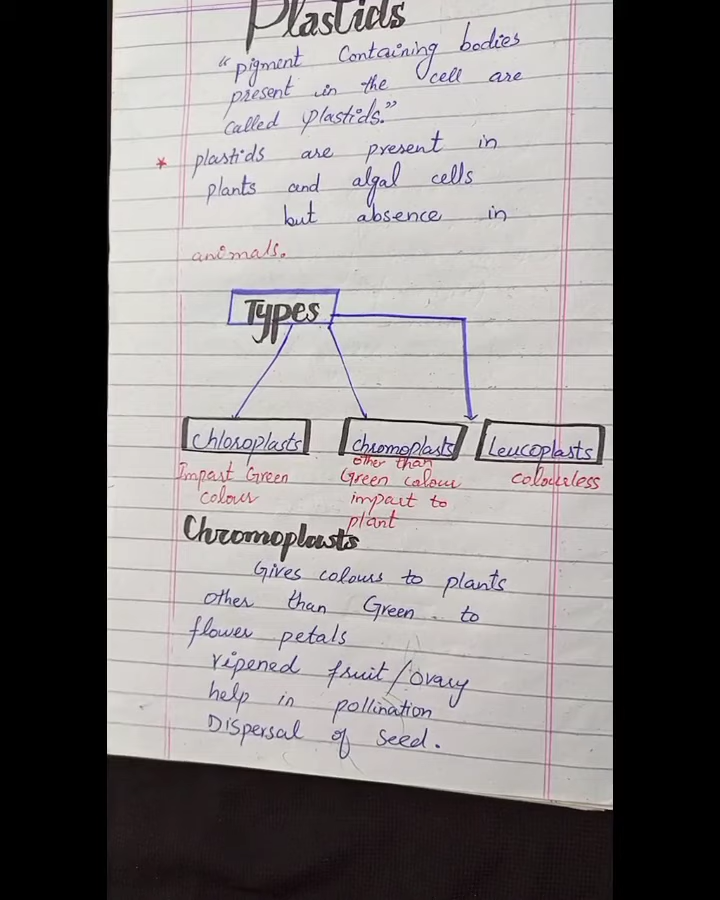 Plastids
"pigment Containing bodies
present in the cell are
called plastids."
* plastids are present in
plants and algal cells
but absence in
animals.
Types
Chloroplasts
Impart Green
colour
chromoplasts
other than
Green colour
impart to
plant
Leucoplasts
colourless
Chromoplasts
Gives colours to plants
other than Green to
flower petals
ripened fruit/ovary
help in pollination
Dispersal of seed.